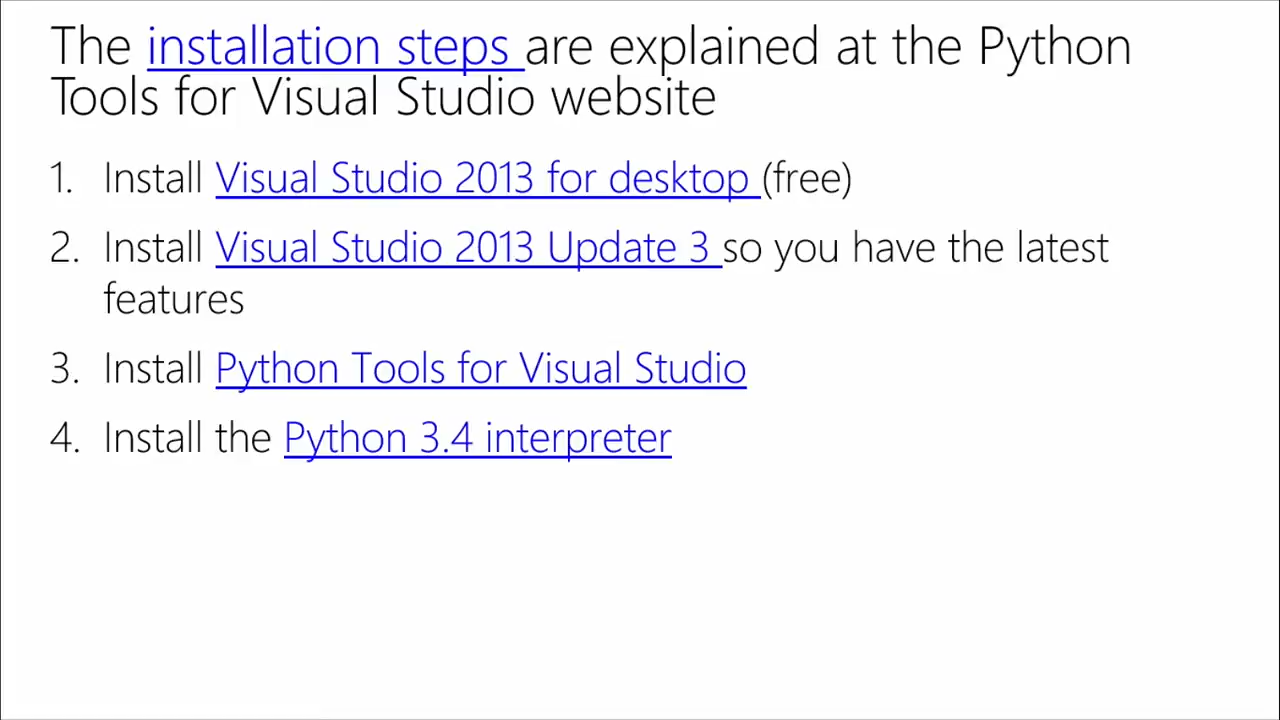 The installation steps are explained at the Python
Tools for Visual Studio website
1. Install Visual Studio 2013 for desktop (free)
2. Install Visual Studio 2013 Update 3 so you have the latest
features
3. Install Python Tools for Visual Studio
4. Install the Python 3.4 interpreter